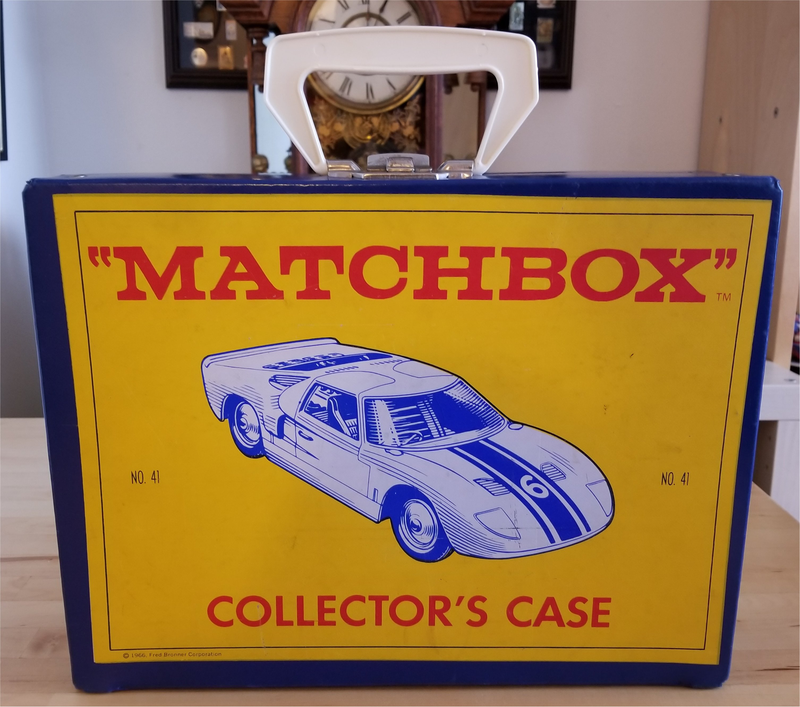 "MATCHBOX"
TM
NO. 41
NO. 41
6
COLLECTOR'S CASE
© 1966, Fred Bronner Corporation